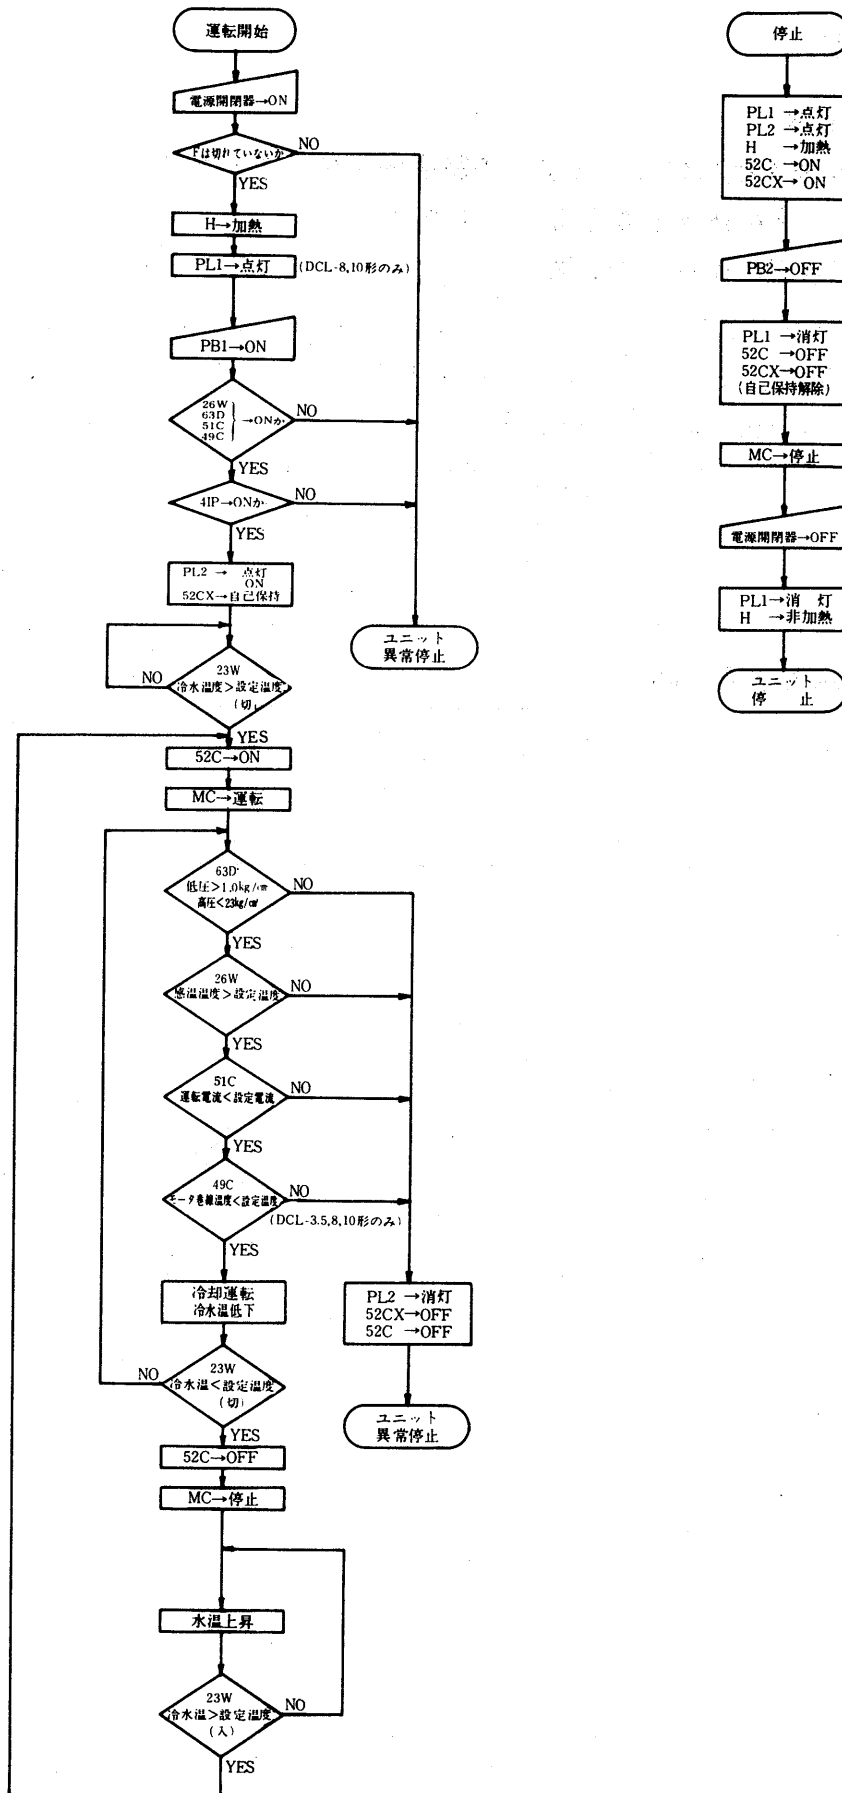 運転開始
電源開閉器→ON
Fは切れていないか
NO
YES
H→加熱
PL1→点灯
(DCL-8,10形のみ)
PB1→ON
26W
63D
51C
49C
→ONか
NO
YES
41P→ONか
NO
YES
PL2 → 点灯
ON
52CX→自己保持
ユニット
異常停止
23W
冷水温度>設定温度
(切)
NO
YES
52C→ON
MC→運転
63D
低圧>1.0kg/c㎡
高圧<23kg/c㎡
NO
YES
26W
感温温度>設定温度
NO
YES
51C
運転電流<設定電流
NO
YES
49C
モータ巻線温度<設定温度
NO
(DCL-3.5,8,10形のみ)
YES
冷却運転
冷水温低下
PL2 →消灯
52CX→OFF
52C →OFF
ユニット
異常停止
23W
冷水温<設定温度
(切)
NO
YES
52C→OFF
MC→停止
水温上昇
23W
冷水温>設定温度
(入)
NO
YES
停止
PL1 →点灯
PL2 →点灯
H →加熱
52C →ON
52CX→ON
PB2→OFF
PL1 →消灯
52C →OFF
52CX→OFF
(自己保持解除)
MC→停止
電源開閉器→OFF
PL1→消 灯
H →非加熱
ユニット
停 止